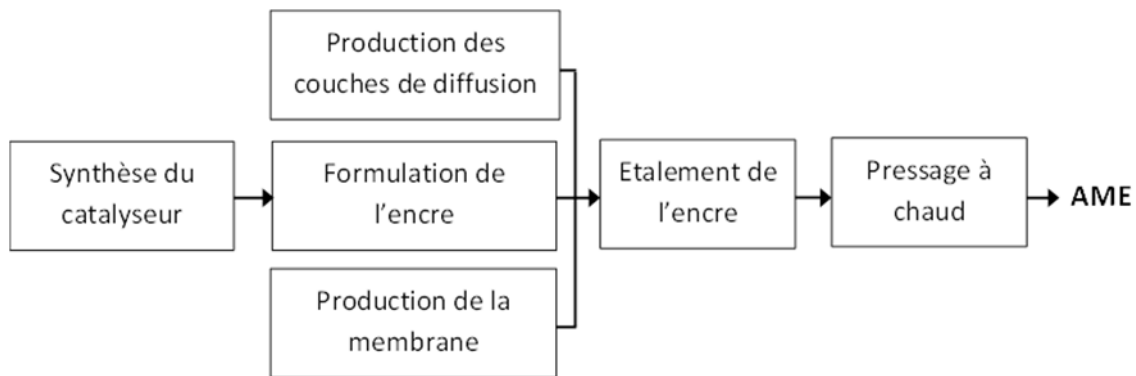 Production des
couches de diffusion
Synthèse du
catalyseur
Formulation de
l'encre
Production de la
membrane
Etalement de
l'encre
Pressage à
chaud
AME